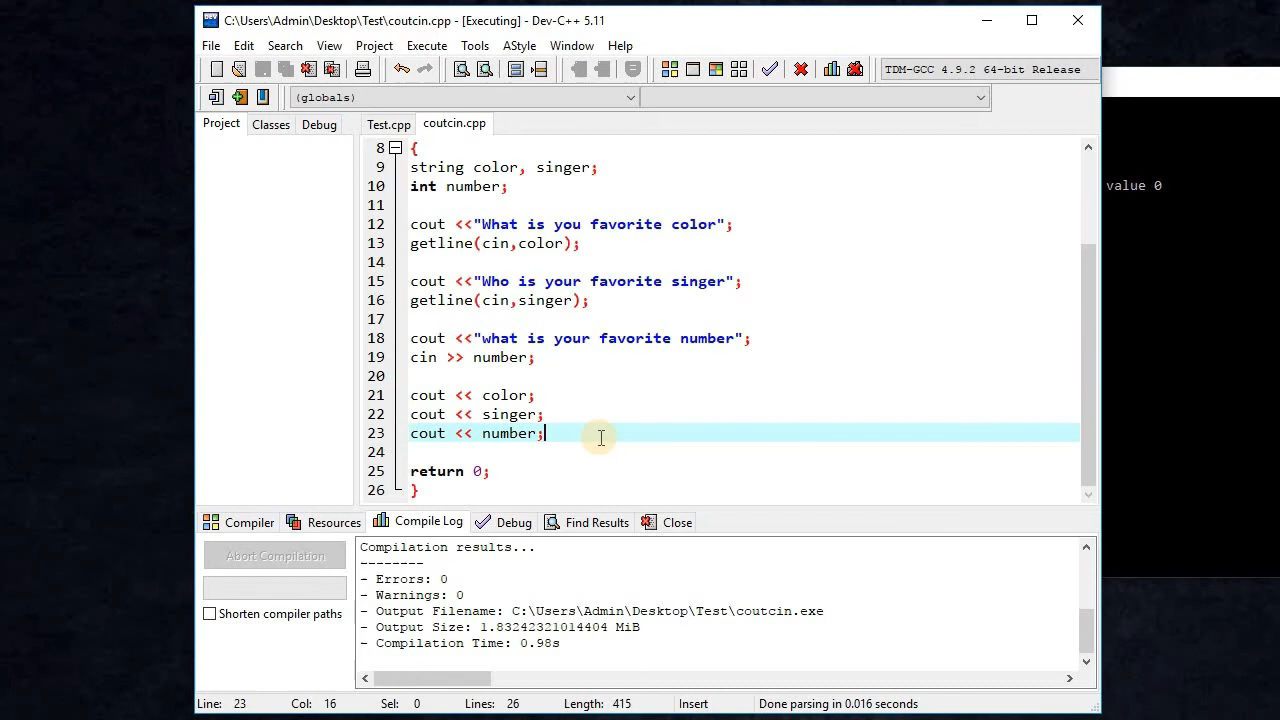 C:\Users\Admin\Desktop\Test\coutcin.cpp - [Executing] - Dev-C++ 5.11
File Edit Search View Project Execute Tools AStyle Window Help
TDM-GCC 4.9.2 64-bit Release
(globals)
Project Classes Debug Test.cpp coutcin.cpp
8 {
9 string color, singer;
10 int number;
11
12 cout <<"What is you favorite color";
13 getline(cin,color);
14
15 cout <<"Who is your favorite singer";
16 getline(cin,singer);
17
18 cout <<"what is your favorite number";
19 cin >> number;
20
21 cout << color;
22 cout << singer;
23 cout << number;
24
25 return 0;
26 }
value 0
Compiler Resources Compile Log Debug Find Results Close
Abort Compilation
Shorten compiler paths
Compilation results...
--------
- Errors: 0
- Warnings: 0
- Output Filename: C:\Users\Admin\Desktop\Test\coutcin.exe
- Output Size: 1.83242321014404 MiB
- Compilation Time: 0.98s
Line: 23 Col: 16 Sel: 0 Lines: 26 Length: 415 Insert Done parsing in 0.016 seconds